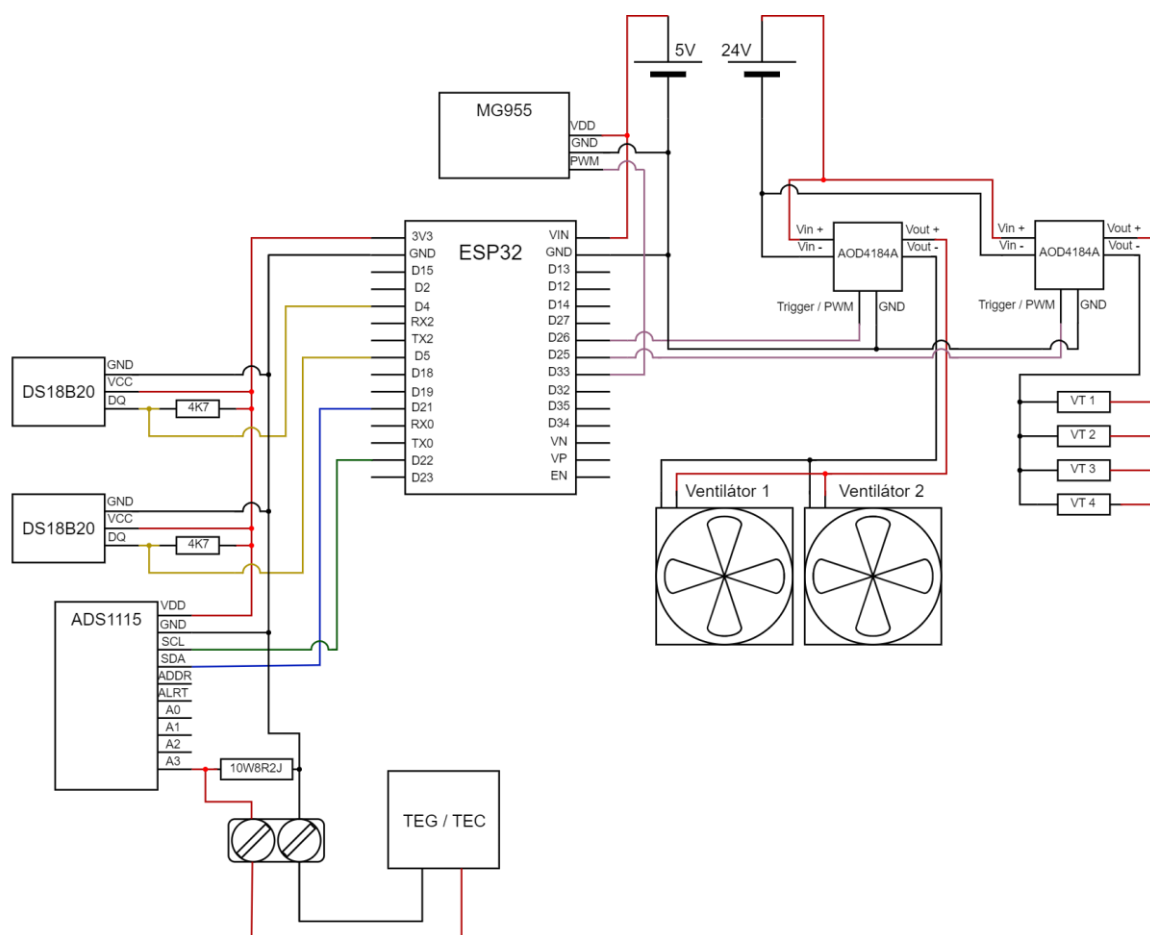 5V
24V
MG955
VDD
GND
PWM
ESP32
3V3
GND
D15
D2
D4
RX2
TX2
D5
D18
D19
D21
RX0
TX0
D22
D23
VIN
GND
D13
D12
D14
D27
D26
D25
D33
D32
D35
D34
VN
VP
EN
Vin +
Vin -
AOD4184A
Vout +
Vout -
Trigger / PWM
GND
Vin +
Vin -
AOD4184A
Vout +
Vout -
Trigger / PWM
GND
DS18B20
GND
VCC
DQ
4K7
DS18B20
GND
VCC
DQ
4K7
VT 1
VT 2
VT 3
VT 4
Ventilátor 1
Ventilátor 2
ADS1115
VDD
GND
SCL
SDA
ADDR
ALRT
A0
A1
A2
A3
10W8R2J
TEG / TEC